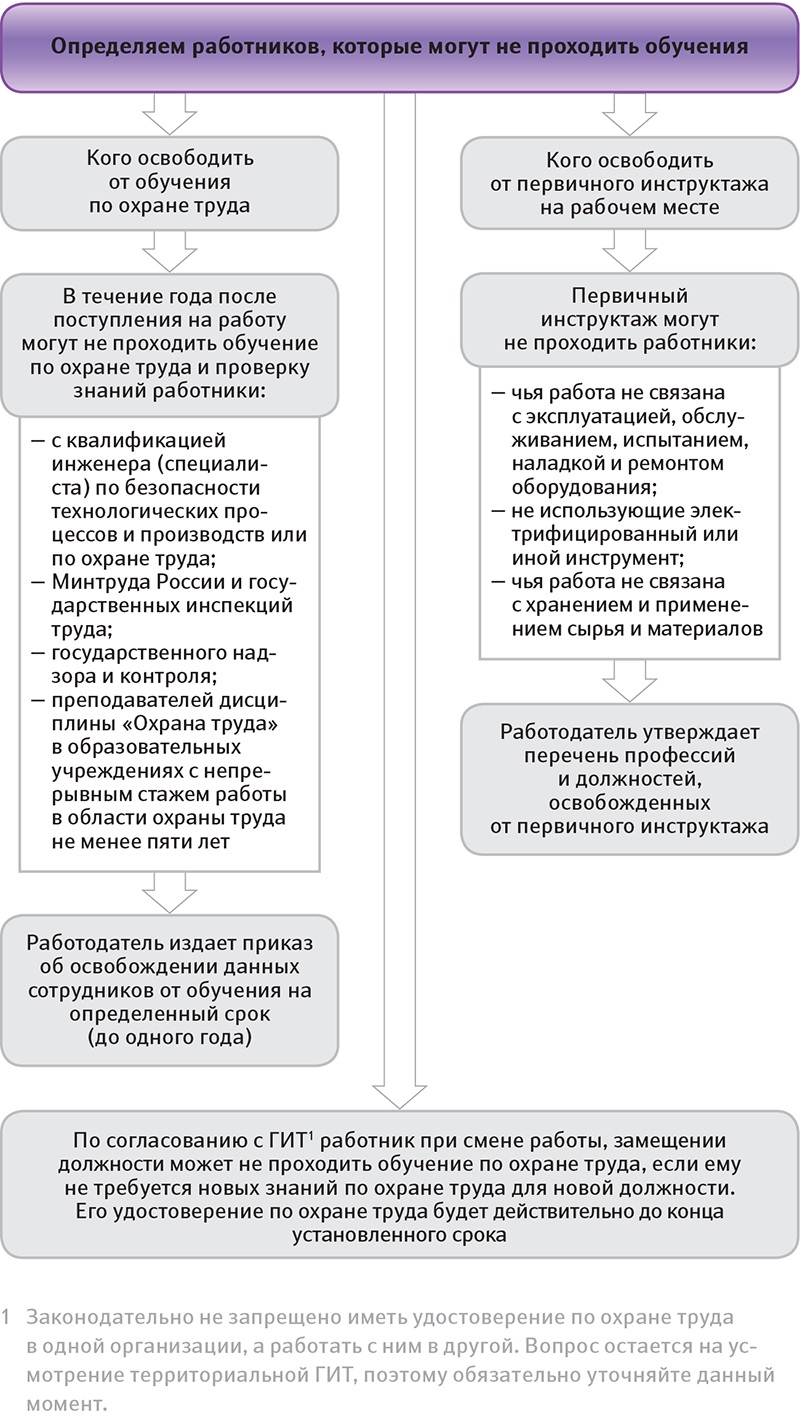 Определяем работников, которые могут не проходить обучения
Кого освободить
от обучения
по охране труда
В течение года после
поступления на работу
могут не проходить обучение
по охране труда и проверку
знаний работники:
— с квалификацией
инженера (специали-
ста) по безопасности
технологических про-
цессов и производств или
по охране труда;
— Минтруда России и госу-
дарственных инспекций
труда;
— государственного над-
зора и контроля;
— преподавателей дисци-
плины «Охрана труда»
в образовательных
учреждениях с непре-
рывным стажем работы
в области охраны труда
не менее пяти лет
Работодатель издает приказ
об освобождении данных
сотрудников от обучения на
определенный срок
(до одного года)
Кого освободить
от первичного инструктажа
на рабочем месте
Первичный
инструктаж могут
не проходить работники:
— чья работа не связана
с эксплуатацией, обслу-
живанием, испытанием,
наладкой и ремонтом
оборудования;
— не использующие элек-
трифицированный или
иной инструмент;
— чья работа не связана
с хранением и примене-
нием сырья и материалов
Работодатель утверждает
перечень профессий
и должностей,
освобожденных
от первичного инструктажа
По согласованию с ГИТ¹ работник при смене работы, замещении
должности может не проходить обучение по охране труда, если ему
не требуется новых знаний по охране труда для новой должности.
Его удостоверение по охране труда будет действительно до конца
установленного срока
1 Законодательно не запрещено иметь удостоверение по охране труда
в одной организации, а работать с ним в другой. Вопрос остается на ус-
мотрение территориальной ГИТ, поэтому обязательно уточняйте данный
момент.